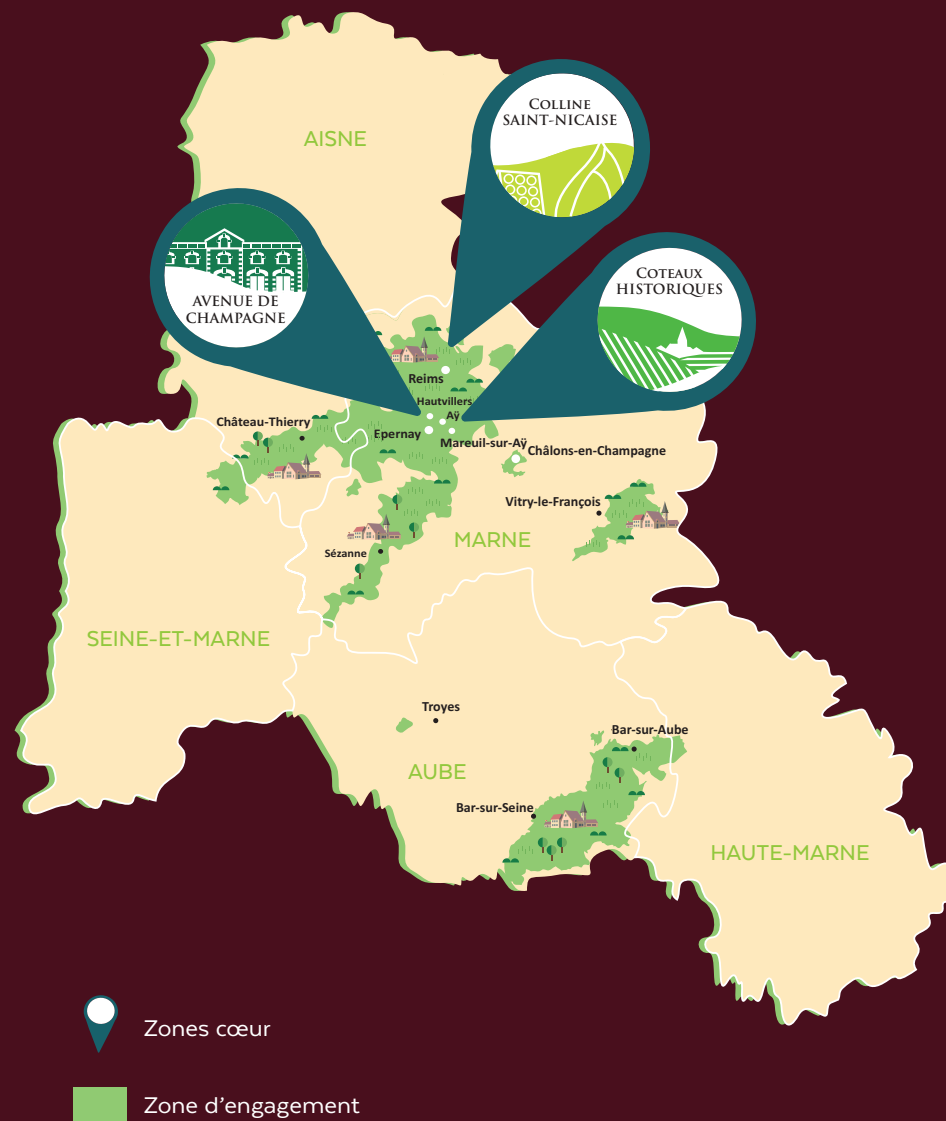 COLLINE
SAINT-NICAISE
AISNE
COTEAUX
HISTORIQUES
AVENUE DE
CHAMPAGNE
Reims
Hautvillers
Aÿ
Château-Thierry
Epernay
Mareuil-sur-Aÿ
Châlons-en-Champagne
Vitry-le-François
MARNE
Sézanne
SEINE-ET-MARNE
Troyes
Bar-sur-Aube
AUBE
Bar-sur-Seine
HAUTE-MARNE
Zones cœur
Zone d’engagement